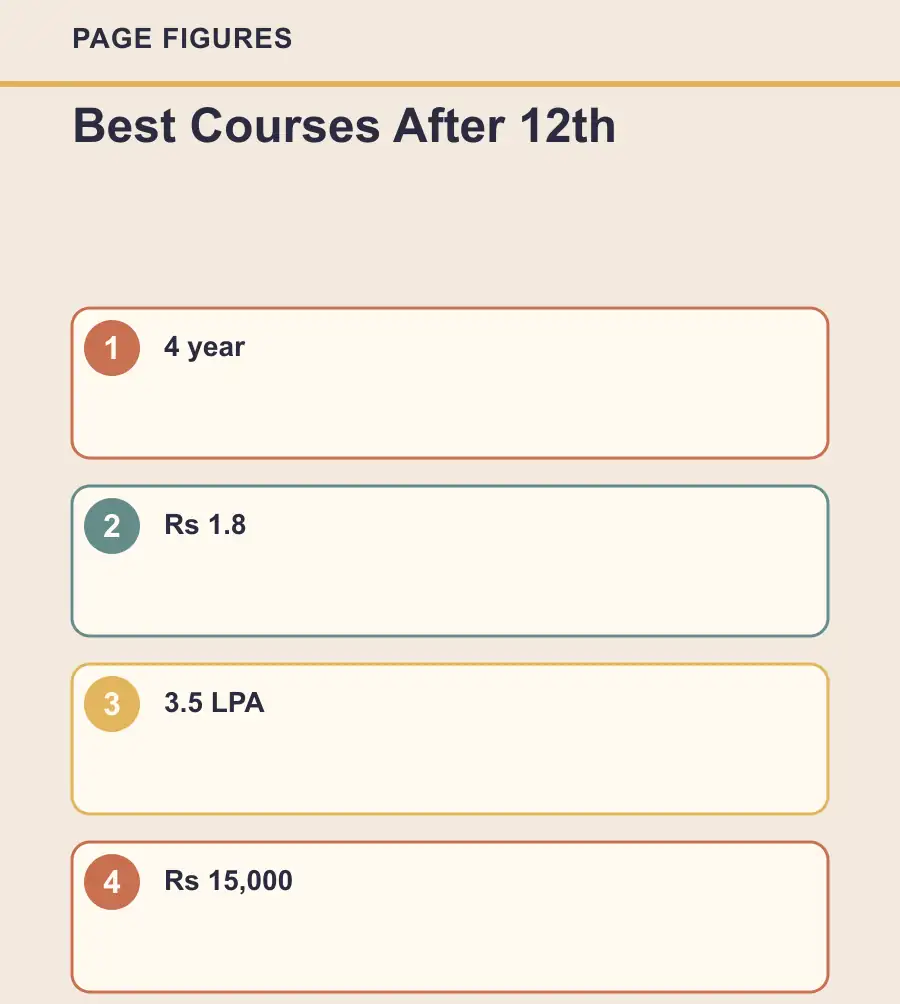 PAGE FIGURES
Best Courses After 12th
1 4 year
2 Rs 1.8
3 3.5 LPA
4 Rs 15,000